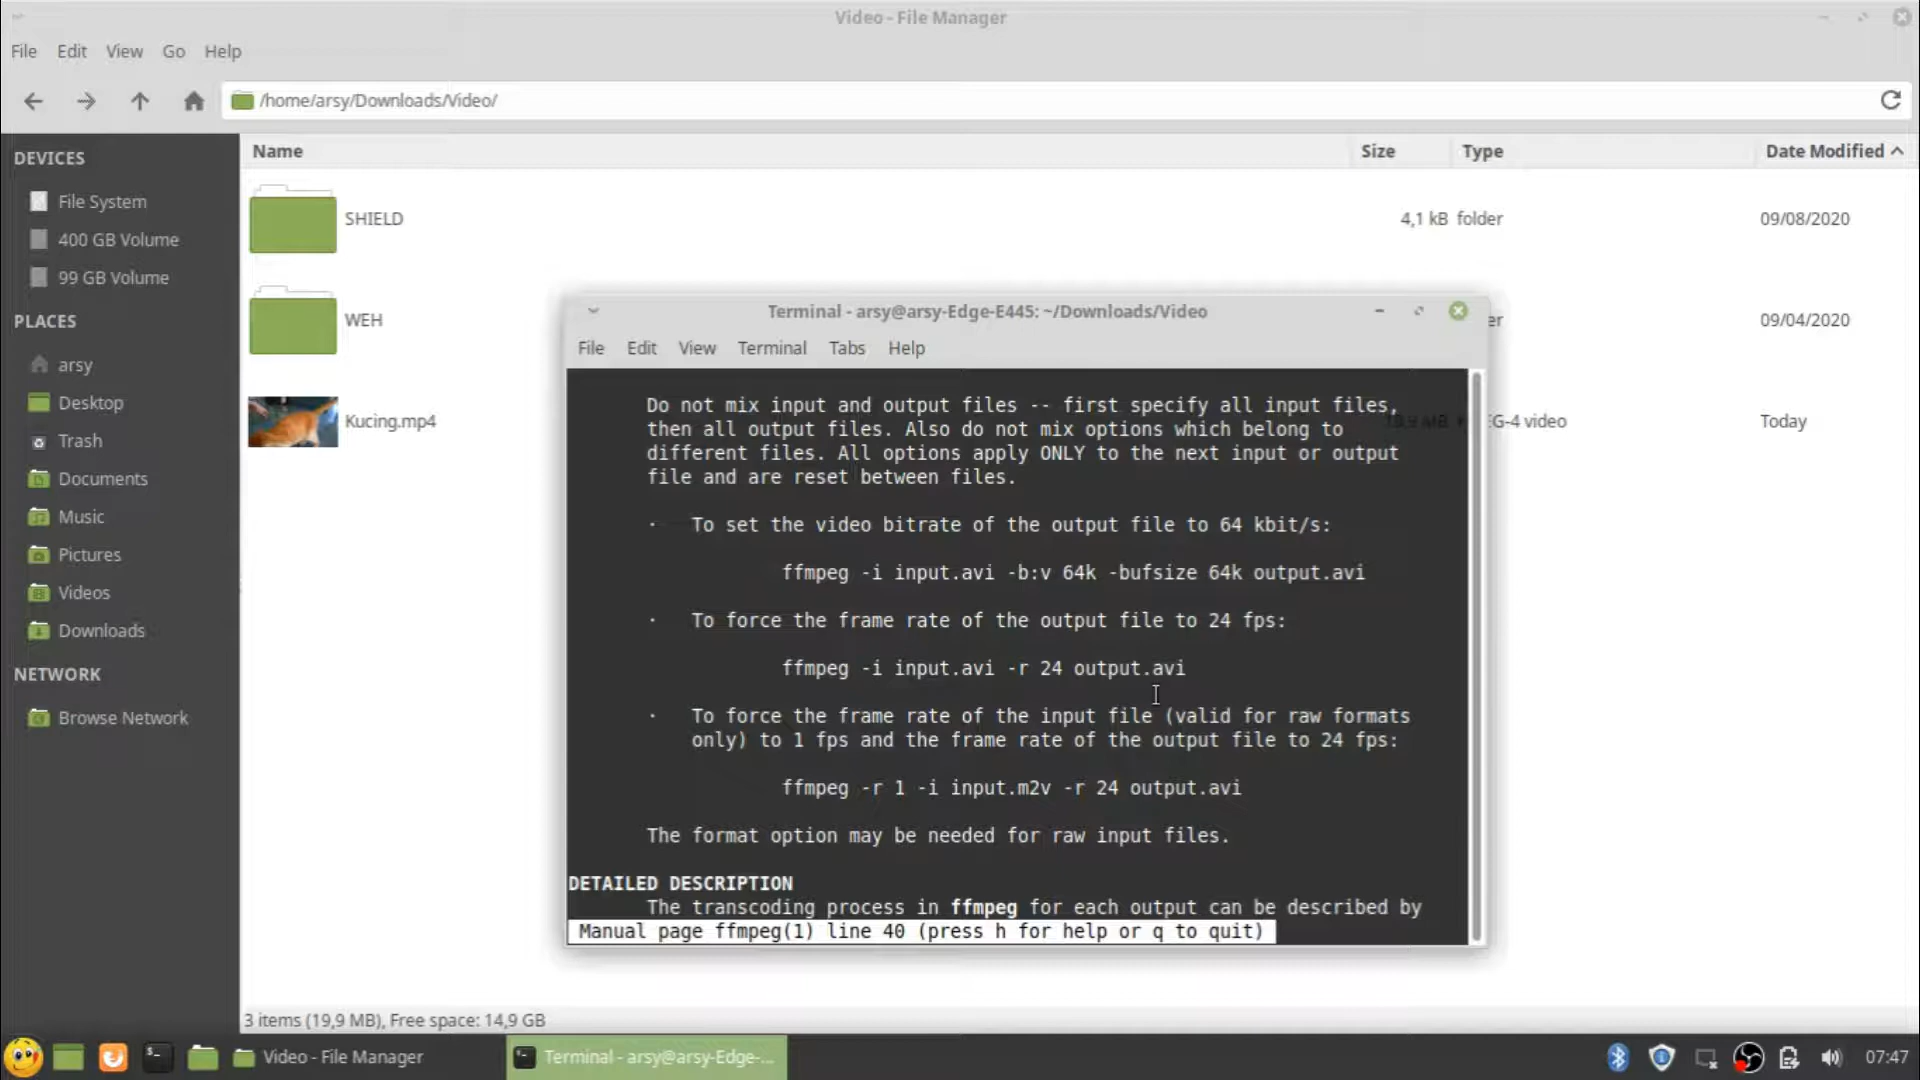 Video - File Manager
File Edit View Go Help
/home/arsy/Downloads/Video/
DEVICES
File System
400 GB Volume
99 GB Volume
PLACES
arsy
Desktop
Trash
Documents
Music
Pictures
Videos
Downloads
NETWORK
Browse Network
Name Size Type Date Modified
SHIELD 4,1 kB folder 09/08/2020
WEH er 09/04/2020
Kucing.mp4 G-4 video Today
Terminal - arsy@arsy-Edge-E445: ~/Downloads/Video
File Edit View Terminal Tabs Help
Do not mix input and output files -- first specify all input files,
then all output files. Also do not mix options which belong to
different files. All options apply ONLY to the next input or output
file and are reset between files.
· To set the video bitrate of the output file to 64 kbit/s:
ffmpeg -i input.avi -b:v 64k -bufsize 64k output.avi
· To force the frame rate of the output file to 24 fps:
ffmpeg -i input.avi -r 24 output.avi
· To force the frame rate of the input file (valid for raw formats
only) to 1 fps and the frame rate of the output file to 24 fps:
ffmpeg -r 1 -i input.m2v -r 24 output.avi
The format option may be needed for raw input files.
DETAILED DESCRIPTION
The transcoding process in ffmpeg for each output can be described by
Manual page ffmpeg(1) line 40 (press h for help or q to quit)
3 items (19,9 MB), Free space: 14,9 GB
Video - File Manager
Terminal - arsy@arsy-Edge-...
07:47